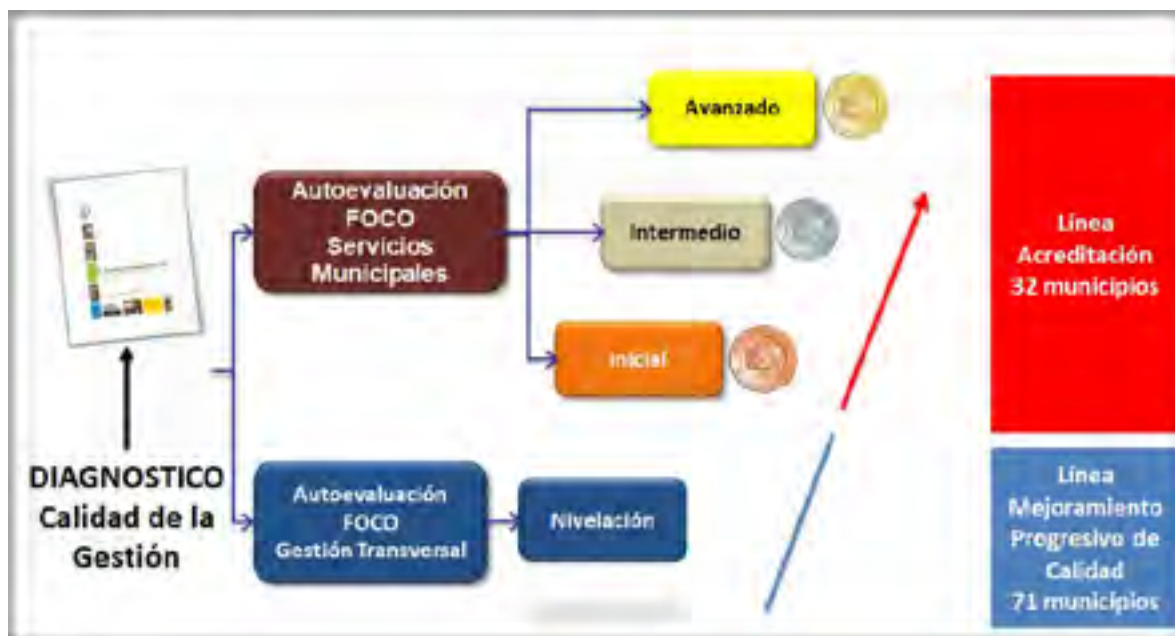 DIAGNOSTICO
Calidad de la
Gestión
Autoevaluación
FOCO
Servicios
Municipales
Avanzado
Intermedio
Inicial
Autoevaluación
FOCO
Gestión Transversal
Nivelación
Línea
Acreditación
32 municipios
Línea
Mejoramiento
Progresivo de
Calidad
71 municipios